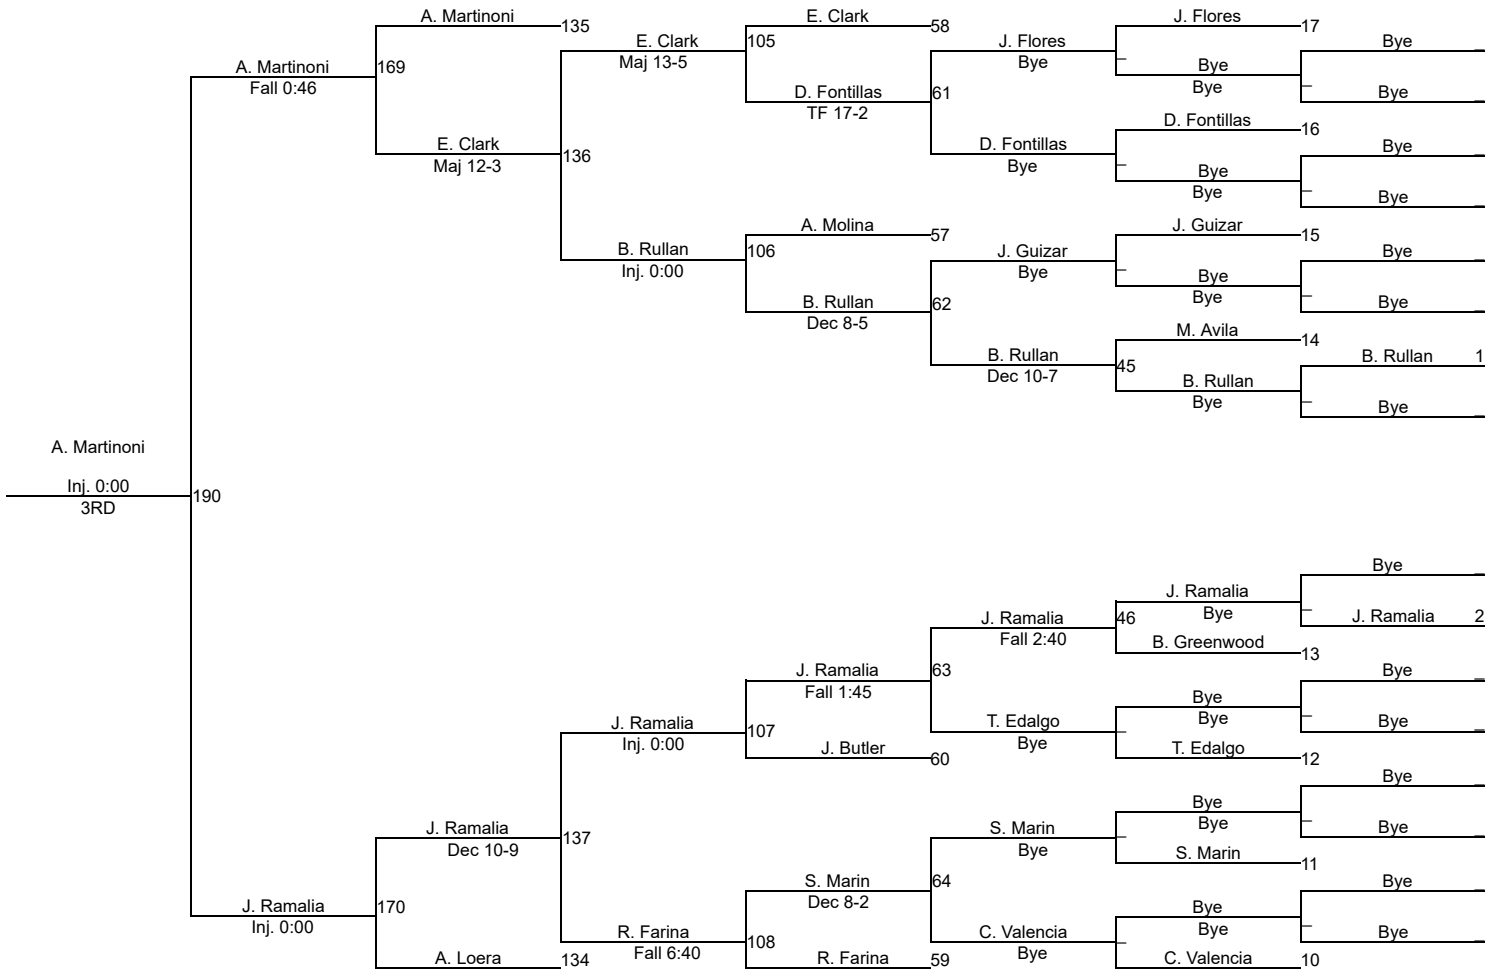 A. Martinoni
135
E. Clark
58
J. Flores
17
E. Clark
105
J. Flores
Bye
Maj 13-5
Bye
Bye
A. Martinoni
169
Bye
Fall 0:46
D. Fontillas
61
Bye
Bye
TF 17-2
D. Fontillas
16
E. Clark
136
D. Fontillas
Bye
Maj 12-3
Bye
Bye
Bye
Bye
A. Molina
57
J. Guizar
15
B. Rullan
106
J. Guizar
Bye
Inj. 0:00
Bye
Bye
Bye
B. Rullan
62
Bye
Dec 8-5
M. Avila
14
B. Rullan
45
B. Rullan
1
Dec 10-7
B. Rullan
Bye
Bye
A. Martinoni
Inj. 0:00
190
3RD
Bye
J. Ramalia
J. Ramalia
46
Bye
J. Ramalia
2
Fall 2:40
B. Greenwood
13
J. Ramalia
63
Bye
Fall 1:45
Bye
J. Ramalia
107
T. Edalgo
Bye
Bye
Inj. 0:00
J. Butler
60
Bye
T. Edalgo
12
Bye
Bye
J. Ramalia
137
S. Marin
Bye
Bye
Dec 10-9
Bye
S. Marin
11
S. Marin
64
Bye
Dec 8-2
J. Ramalia
170
Bye
Inj. 0:00
R. Farina
108
C. Valencia
Bye
Bye
Fall 6:40
Bye
A. Loera
134
R. Farina
59
C. Valencia
10